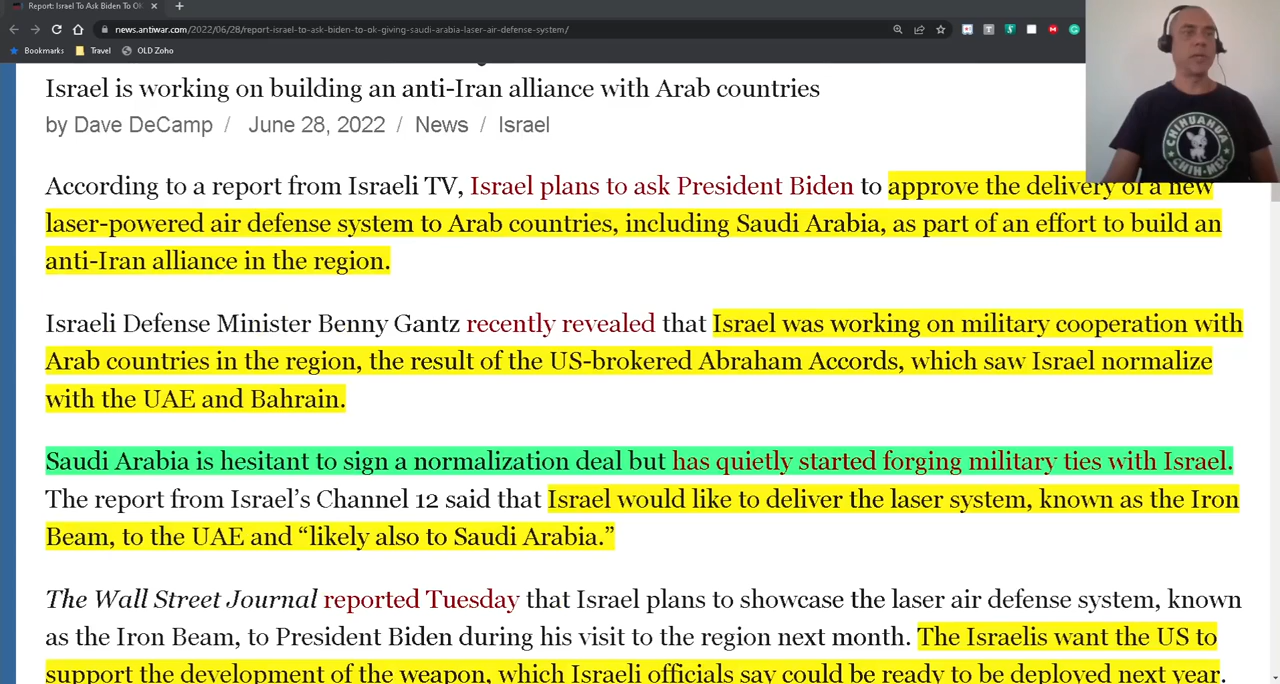 Report: Israel To Ask Biden To OK
news.antiwar.com/2022/06/28/report-israel-to-ask-biden-to-ok-giving-saudi-arabia-laser-air-defense-system/
Bookmarks Travel OLD Zoho
Israel is working on building an anti-Iran alliance with Arab countries
by Dave DeCamp / June 28, 2022 / News / Israel
According to a report from Israeli TV, Israel plans to ask President Biden to approve the delivery of a new
laser-powered air defense system to Arab countries, including Saudi Arabia, as part of an effort to build an
anti-Iran alliance in the region.
Israeli Defense Minister Benny Gantz recently revealed that Israel was working on military cooperation with
Arab countries in the region, the result of the US-brokered Abraham Accords, which saw Israel normalize
with the UAE and Bahrain.
Saudi Arabia is hesitant to sign a normalization deal but has quietly started forging military ties with Israel.
The report from Israel’s Channel 12 said that Israel would like to deliver the laser system, known as the Iron
Beam, to the UAE and “likely also to Saudi Arabia.”
The Wall Street Journal reported Tuesday that Israel plans to showcase the laser air defense system, known
as the Iron Beam, to President Biden during his visit to the region next month. The Israelis want the US to
support the development of the weapon, which Israeli officials say could be ready to be deployed next year.
CHIHUAHUA
CHIH-MEX